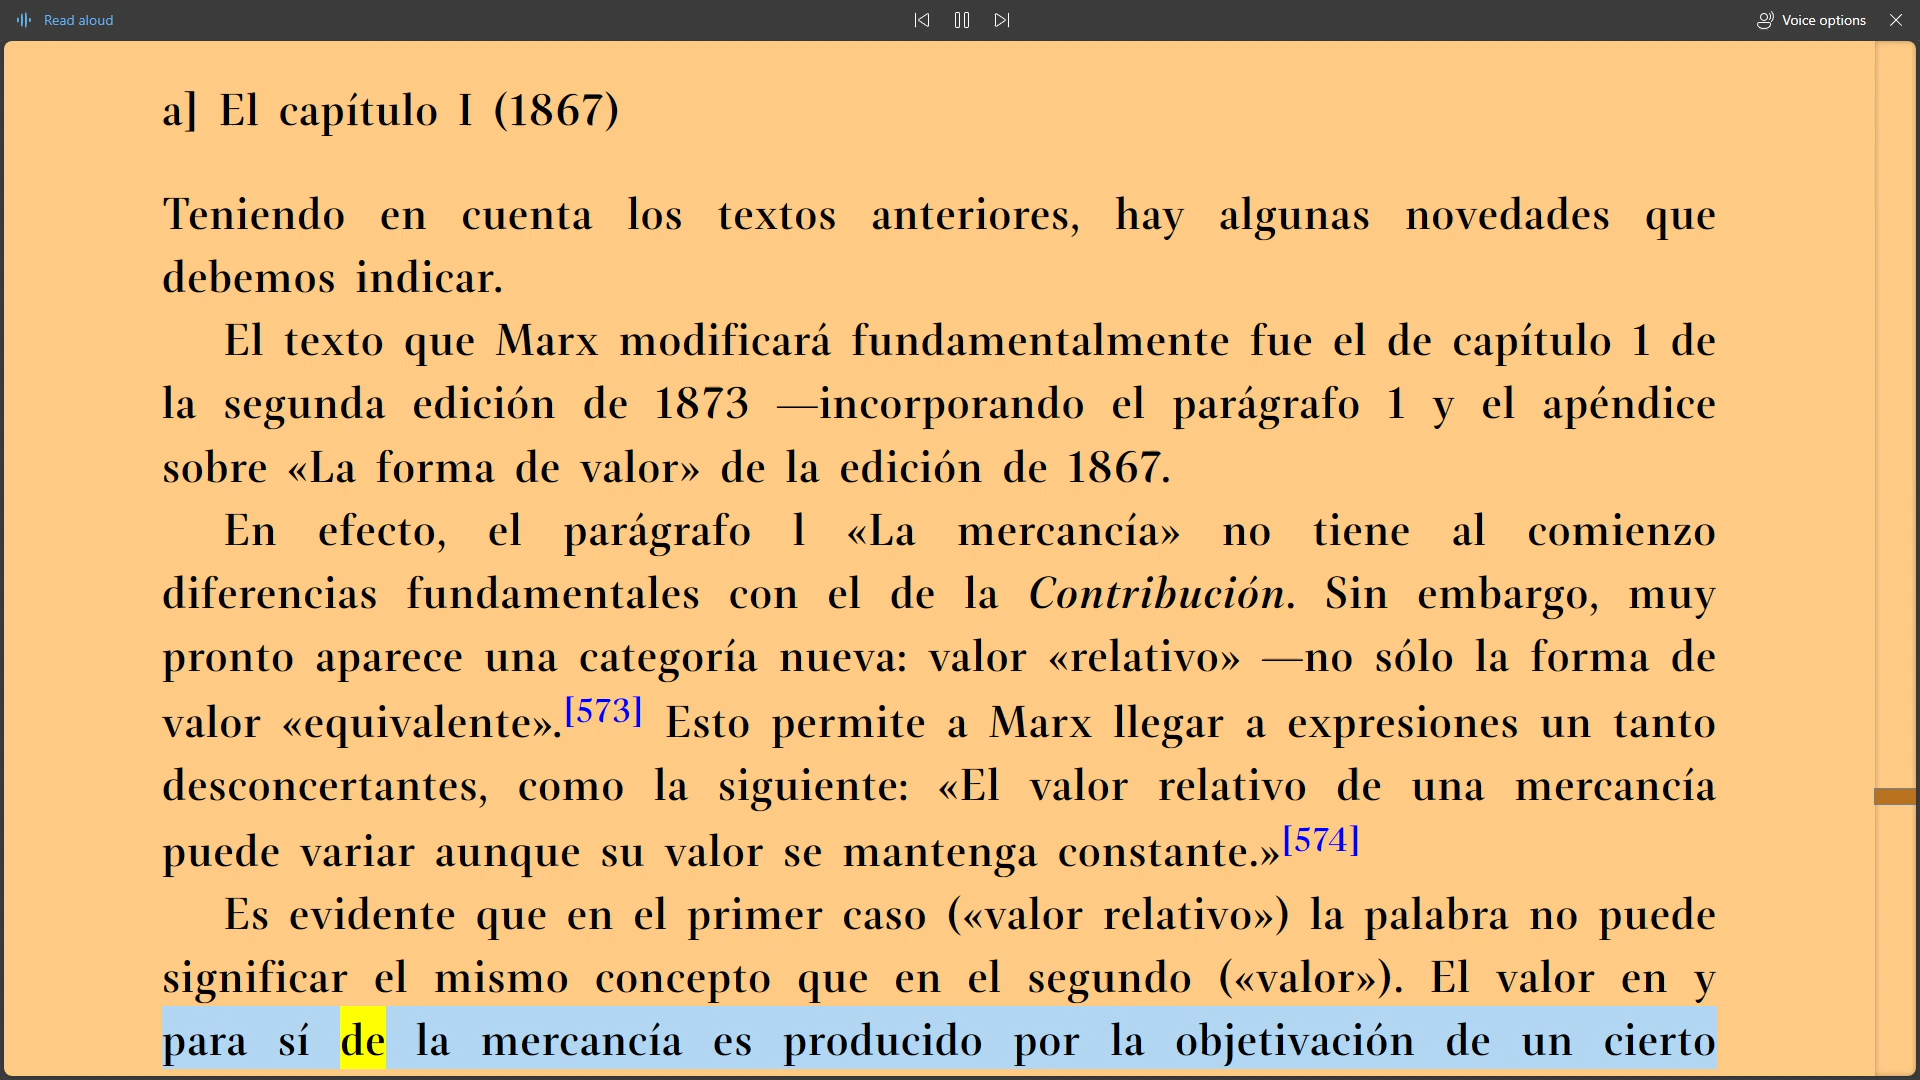 Read aloud
Voice options
a] El capítulo I (1867)
Teniendo en cuenta los textos anteriores, hay algunas novedades que
debemos indicar.
El texto que Marx modificará fundamentalmente fue el de capítulo 1 de
la segunda edición de 1873 —incorporando el parágrafo 1 y el apéndice
sobre «La forma de valor» de la edición de 1867.
En efecto, el parágrafo l «La mercancía» no tiene al comienzo
diferencias fundamentales con el de la Contribución. Sin embargo, muy
pronto aparece una categoría nueva: valor «relativo» —no sólo la forma de
valor «equivalente».[573] Esto permite a Marx llegar a expresiones un tanto
desconcertantes, como la siguiente: «El valor relativo de una mercancía
puede variar aunque su valor se mantenga constante.»[574]
Es evidente que en el primer caso («valor relativo») la palabra no puede
significar el mismo concepto que en el segundo («valor»). El valor en y
para sí de la mercancía es producido por la objetivación de un cierto